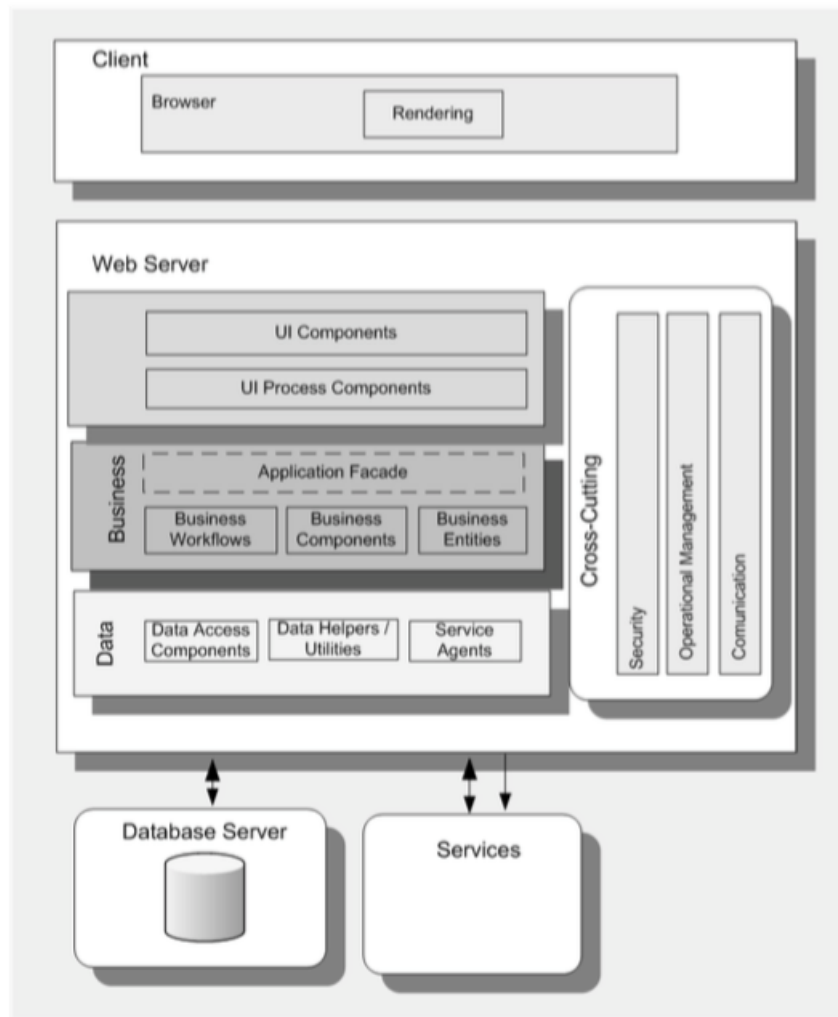 Client
Browser
Rendering
Web Server
UI Components
UI Process Components
Business
Application Facade
Business
Workflows
Business
Components
Business
Entities
Data
Data Access
Components
Data Helpers /
Utilities
Service
Agents
Cross-Cutting
Security
Operational Management
Comunication
Database Server
Services